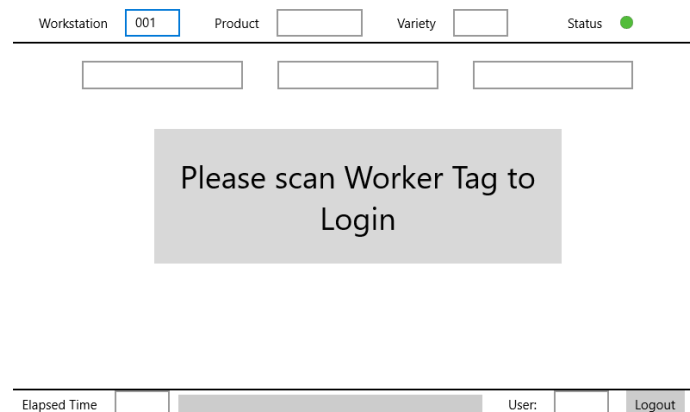 Workstation 001 Product Variety Status
Please scan Worker Tag to
Login
Elapsed Time User: Logout